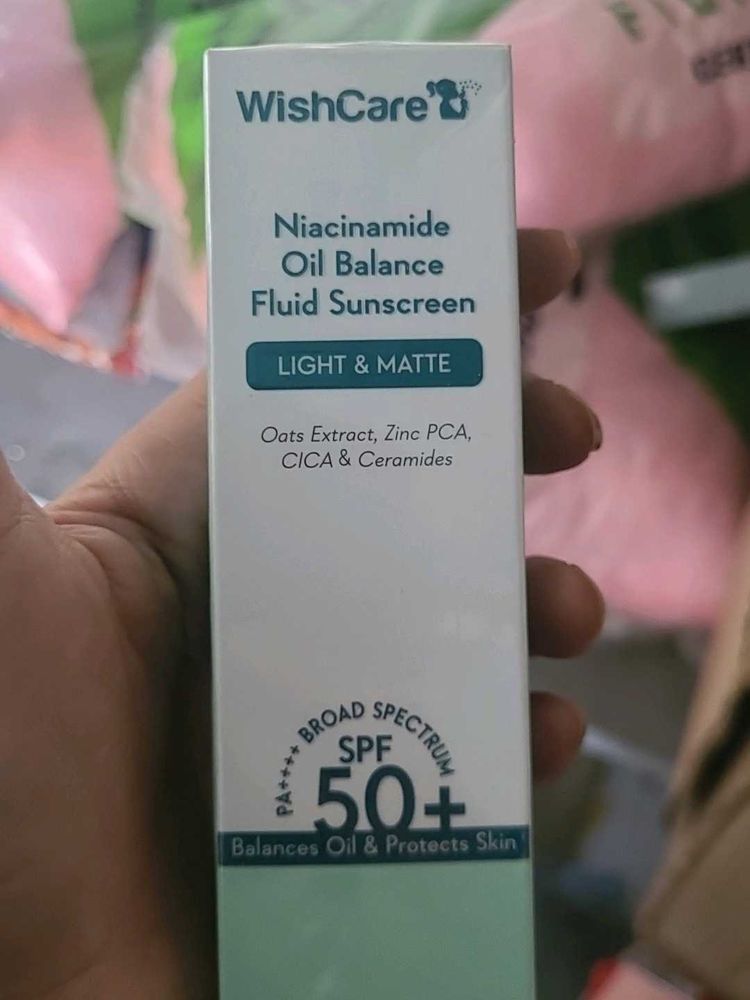 WishCare
Niacinamide
Oil Balance
Fluid Sunscreen
LIGHT & MATTE
Oats Extract, Zinc PCA,
CICA & Ceramides
PA++++ BROAD SPECTRUM
SPF
50+
Balances Oil & Protects Skin